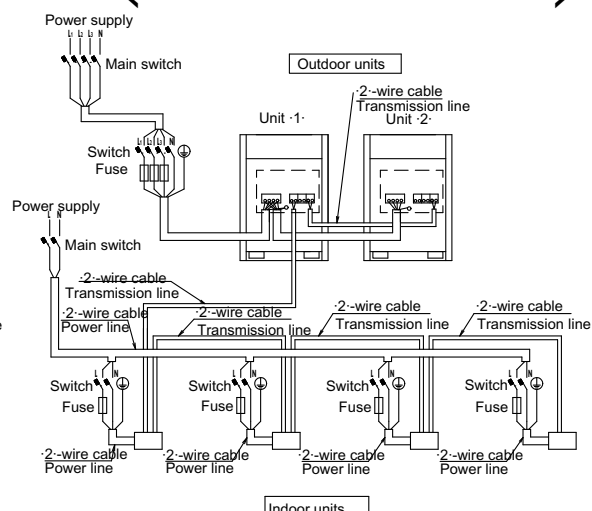 Power supply
L₁ L₂ L₃ N
Main switch
Outdoor units
·2·-wire cable
Transmission line
Unit ·1·
Unit ·2·
L₁ L₂ L₃ N
Switch
Fuse
Power supply
L N
Main switch
·2·-wire cable
Transmission line
·2·-wire cable
Power line
·2·-wire cable
Transmission line
·2·-wire cable
Transmission line
·2·-wire cable
Transmission line
L N
Switch
Fuse
L N
Switch
Fuse
L N
Switch
Fuse
L N
Switch
Fuse
·2·-wire cable
Power line
·2·-wire cable
Power line
·2·-wire cable
Power line
·2·-wire cable
Power line
Indoor units